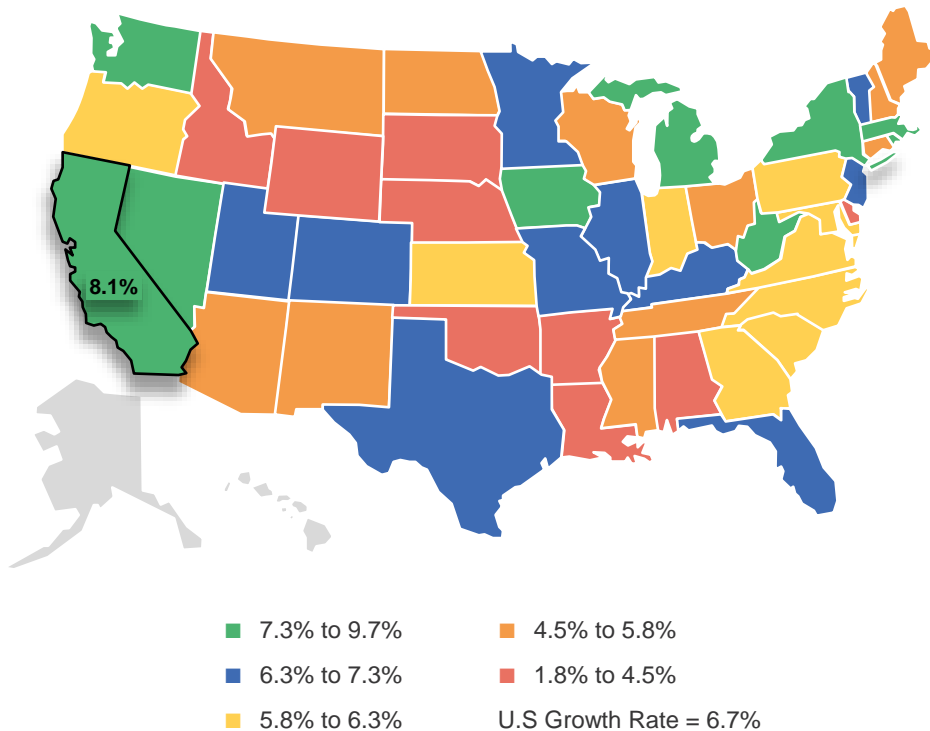 8.1%
7.3% to 9.7%
4.5% to 5.8%
6.3% to 7.3%
1.8% to 4.5%
5.8% to 6.3%
U.S Growth Rate = 6.7%